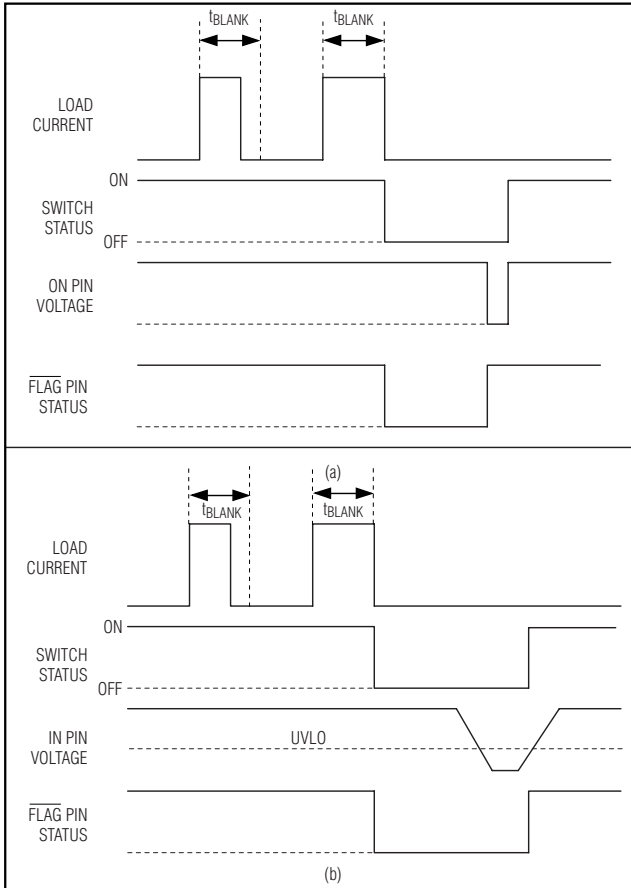 tBLANK tBLANK
LOAD
CURRENT
ON
SWITCH
STATUS
OFF
ON PIN
VOLTAGE
FLAG PIN
STATUS
(a)
tBLANK tBLANK
LOAD
CURRENT
ON
SWITCH
STATUS
OFF
IN PIN
VOLTAGE
UVLO
FLAG PIN
STATUS
(b)